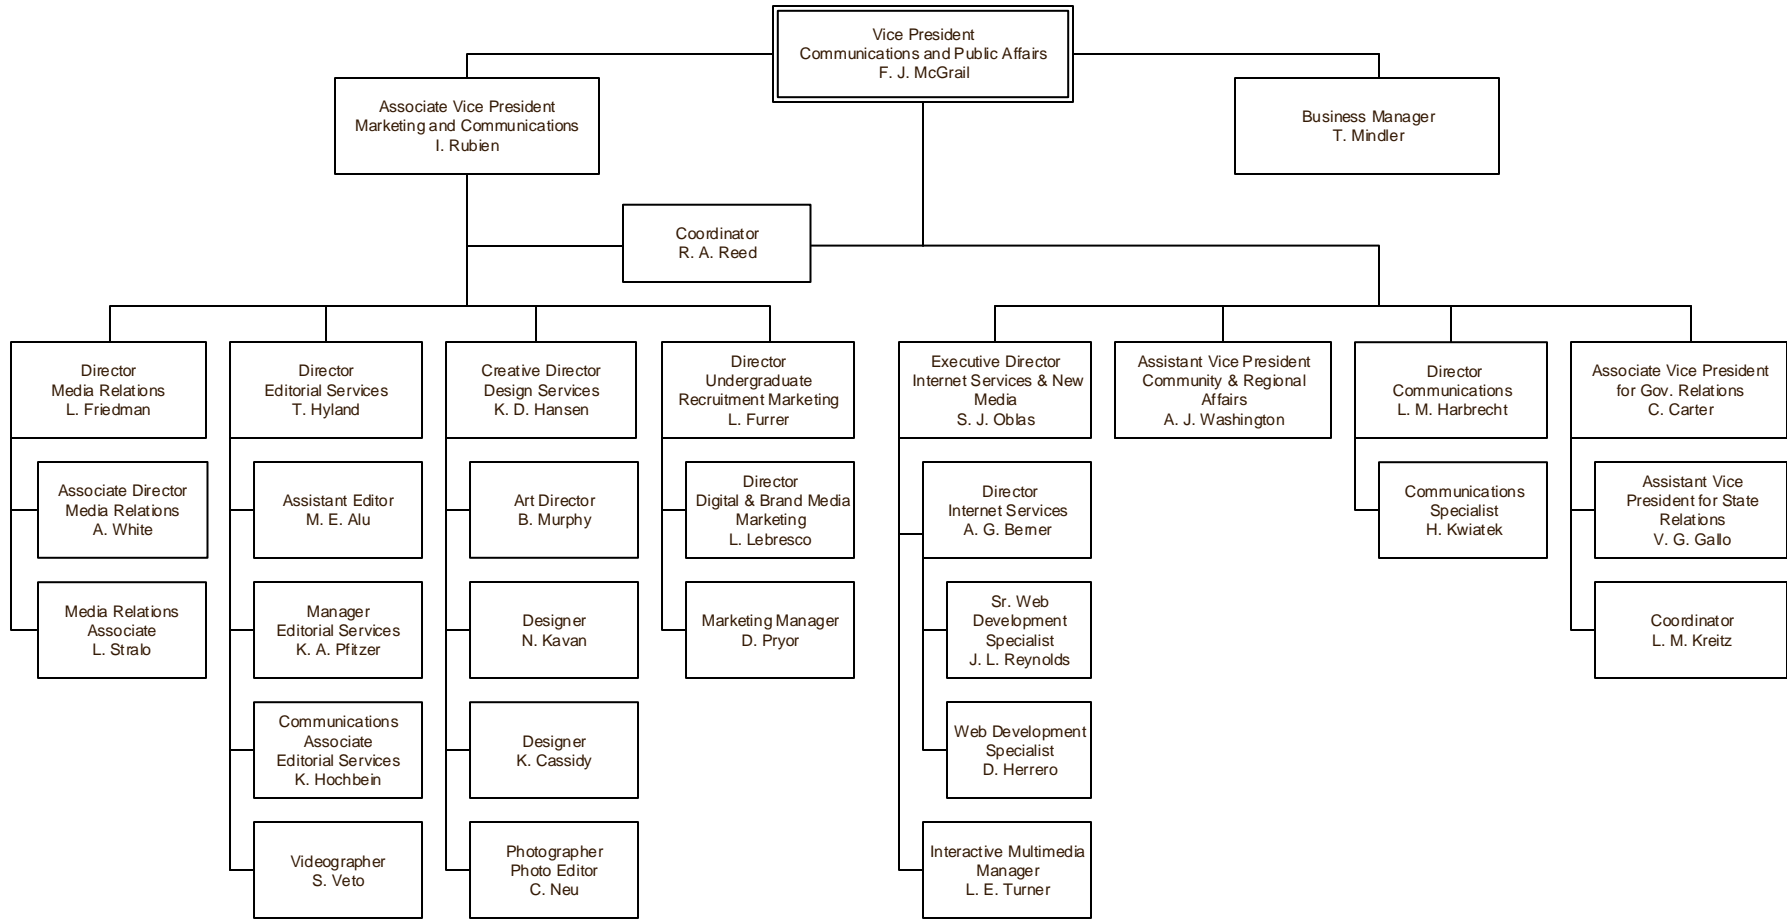 Vice President
Communications and Public Affairs
F. J. McGrail
Associate Vice President
Marketing and Communications
I. Rubien
Business Manager
T. Mindler
Coordinator
R. A. Reed
Director
Media Relations
L. Friedman
Director
Editorial Services
T. Hyland
Creative Director
Design Services
K. D. Hansen
Director
Undergraduate
Recruitment Marketing
L. Furrer
Executive Director
Internet Services & New
Media
S. J. Oblas
Assistant Vice President
Community & Regional
Affairs
A. J. Washington
Director
Communications
L. M. Harbrecht
Associate Vice President
for Gov. Relations
C. Carter
Associate Director
Media Relations
A. White
Assistant Editor
M. E. Alu
Art Director
B. Murphy
Director
Digital & Brand Media
Marketing
L. Lebresco
Director
Internet Services
A. G. Berner
Communications
Specialist
H. Kwiatek
Assistant Vice
President for State
Relations
V. G. Gallo
Media Relations
Associate
L. Stralo
Manager
Editorial Services
K. A. Pfitzer
Designer
N. Kavan
Marketing Manager
D. Pryor
Sr. Web
Development
Specialist
J. L. Reynolds
Coordinator
L. M. Kreitz
Communications
Associate
Editorial Services
K. Hochbein
Designer
K. Cassidy
Web Development
Specialist
D. Herrero
Videographer
S. Veto
Photographer
Photo Editor
C. Neu
Interactive Multimedia
Manager
L. E. Turner